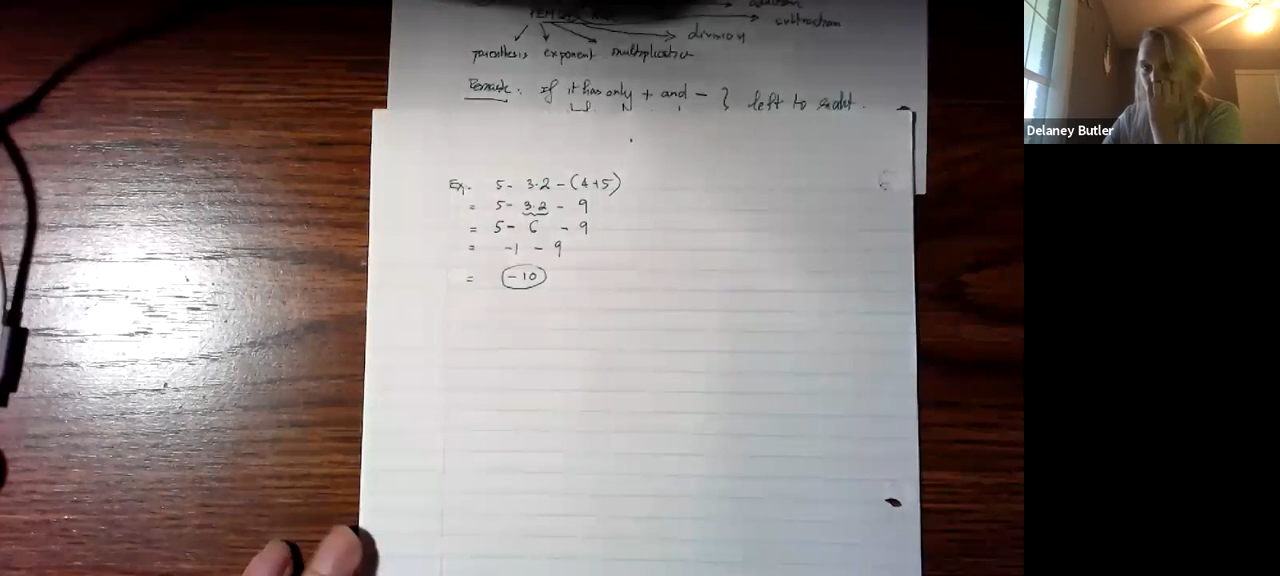 addition
subtraction
division
parenthesis exponent multiplication
Remark: If it has only + and - } left to right.
Ex. 5 - 3·2 - (4+5)
= 5 - 3·2 - 9
= 5 - 6 - 9
= -1 - 9
= -10
Delaney Butler